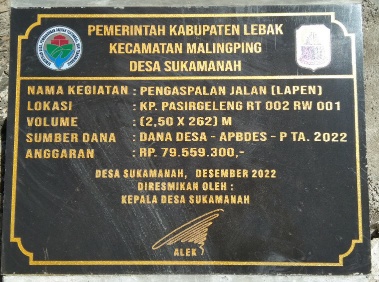 PEMERINTAH KABUPATEN LEBAK
KECAMATAN MALINGPING
DESA SUKAMANAH
NAMA KEGIATAN : PENGASPALAN JALAN (LAPEN)
LOKASI : KP. PASIRGELENG RT 002 RW 001
VOLUME : (2,50 X 262) M
SUMBER DANA : DANA DESA - APBDES - P TA. 2022
ANGGARAN : RP. 79.559.300,-
DESA SUKAMANAH, DESEMBER 2022
DIRESMIKAN OLEH :
KEPALA DESA SUKAMANAH
ALEK